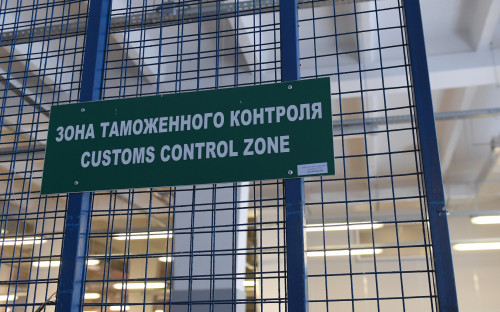 ЗОНА ТАМОЖЕННОГО КОНТРОЛЯ
CUSTOMS CONTROL ZONE